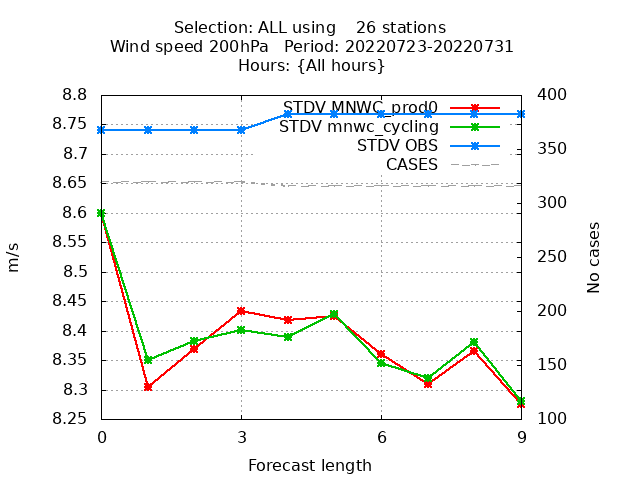 Selection: ALL using    26 stations
Wind speed 200hPa   Period: 20220723-20220731
Hours: {All hours}
STDV MNWC_prod0
STDV mnwc_cycling
STDV OBS
CASES
8.8
8.75
8.7
8.65
8.6
8.55
8.5
8.45
8.4
8.35
8.3
8.25
m/s
400
350
300
250
200
150
100
No cases
0
3
6
9
Forecast length